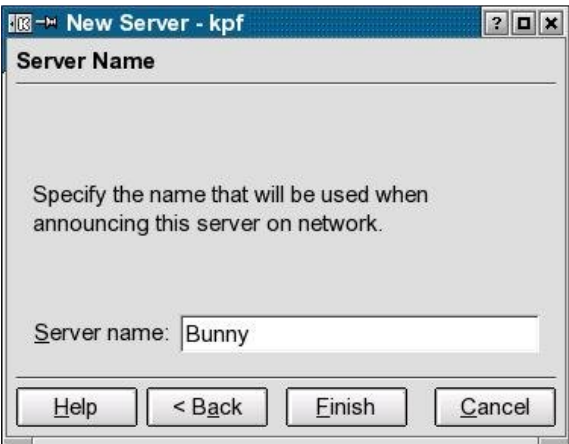 New Server - kpf
Server Name
Specify the name that will be used when
announcing this server on network.
Server name: Bunny
Help < Back Finish Cancel